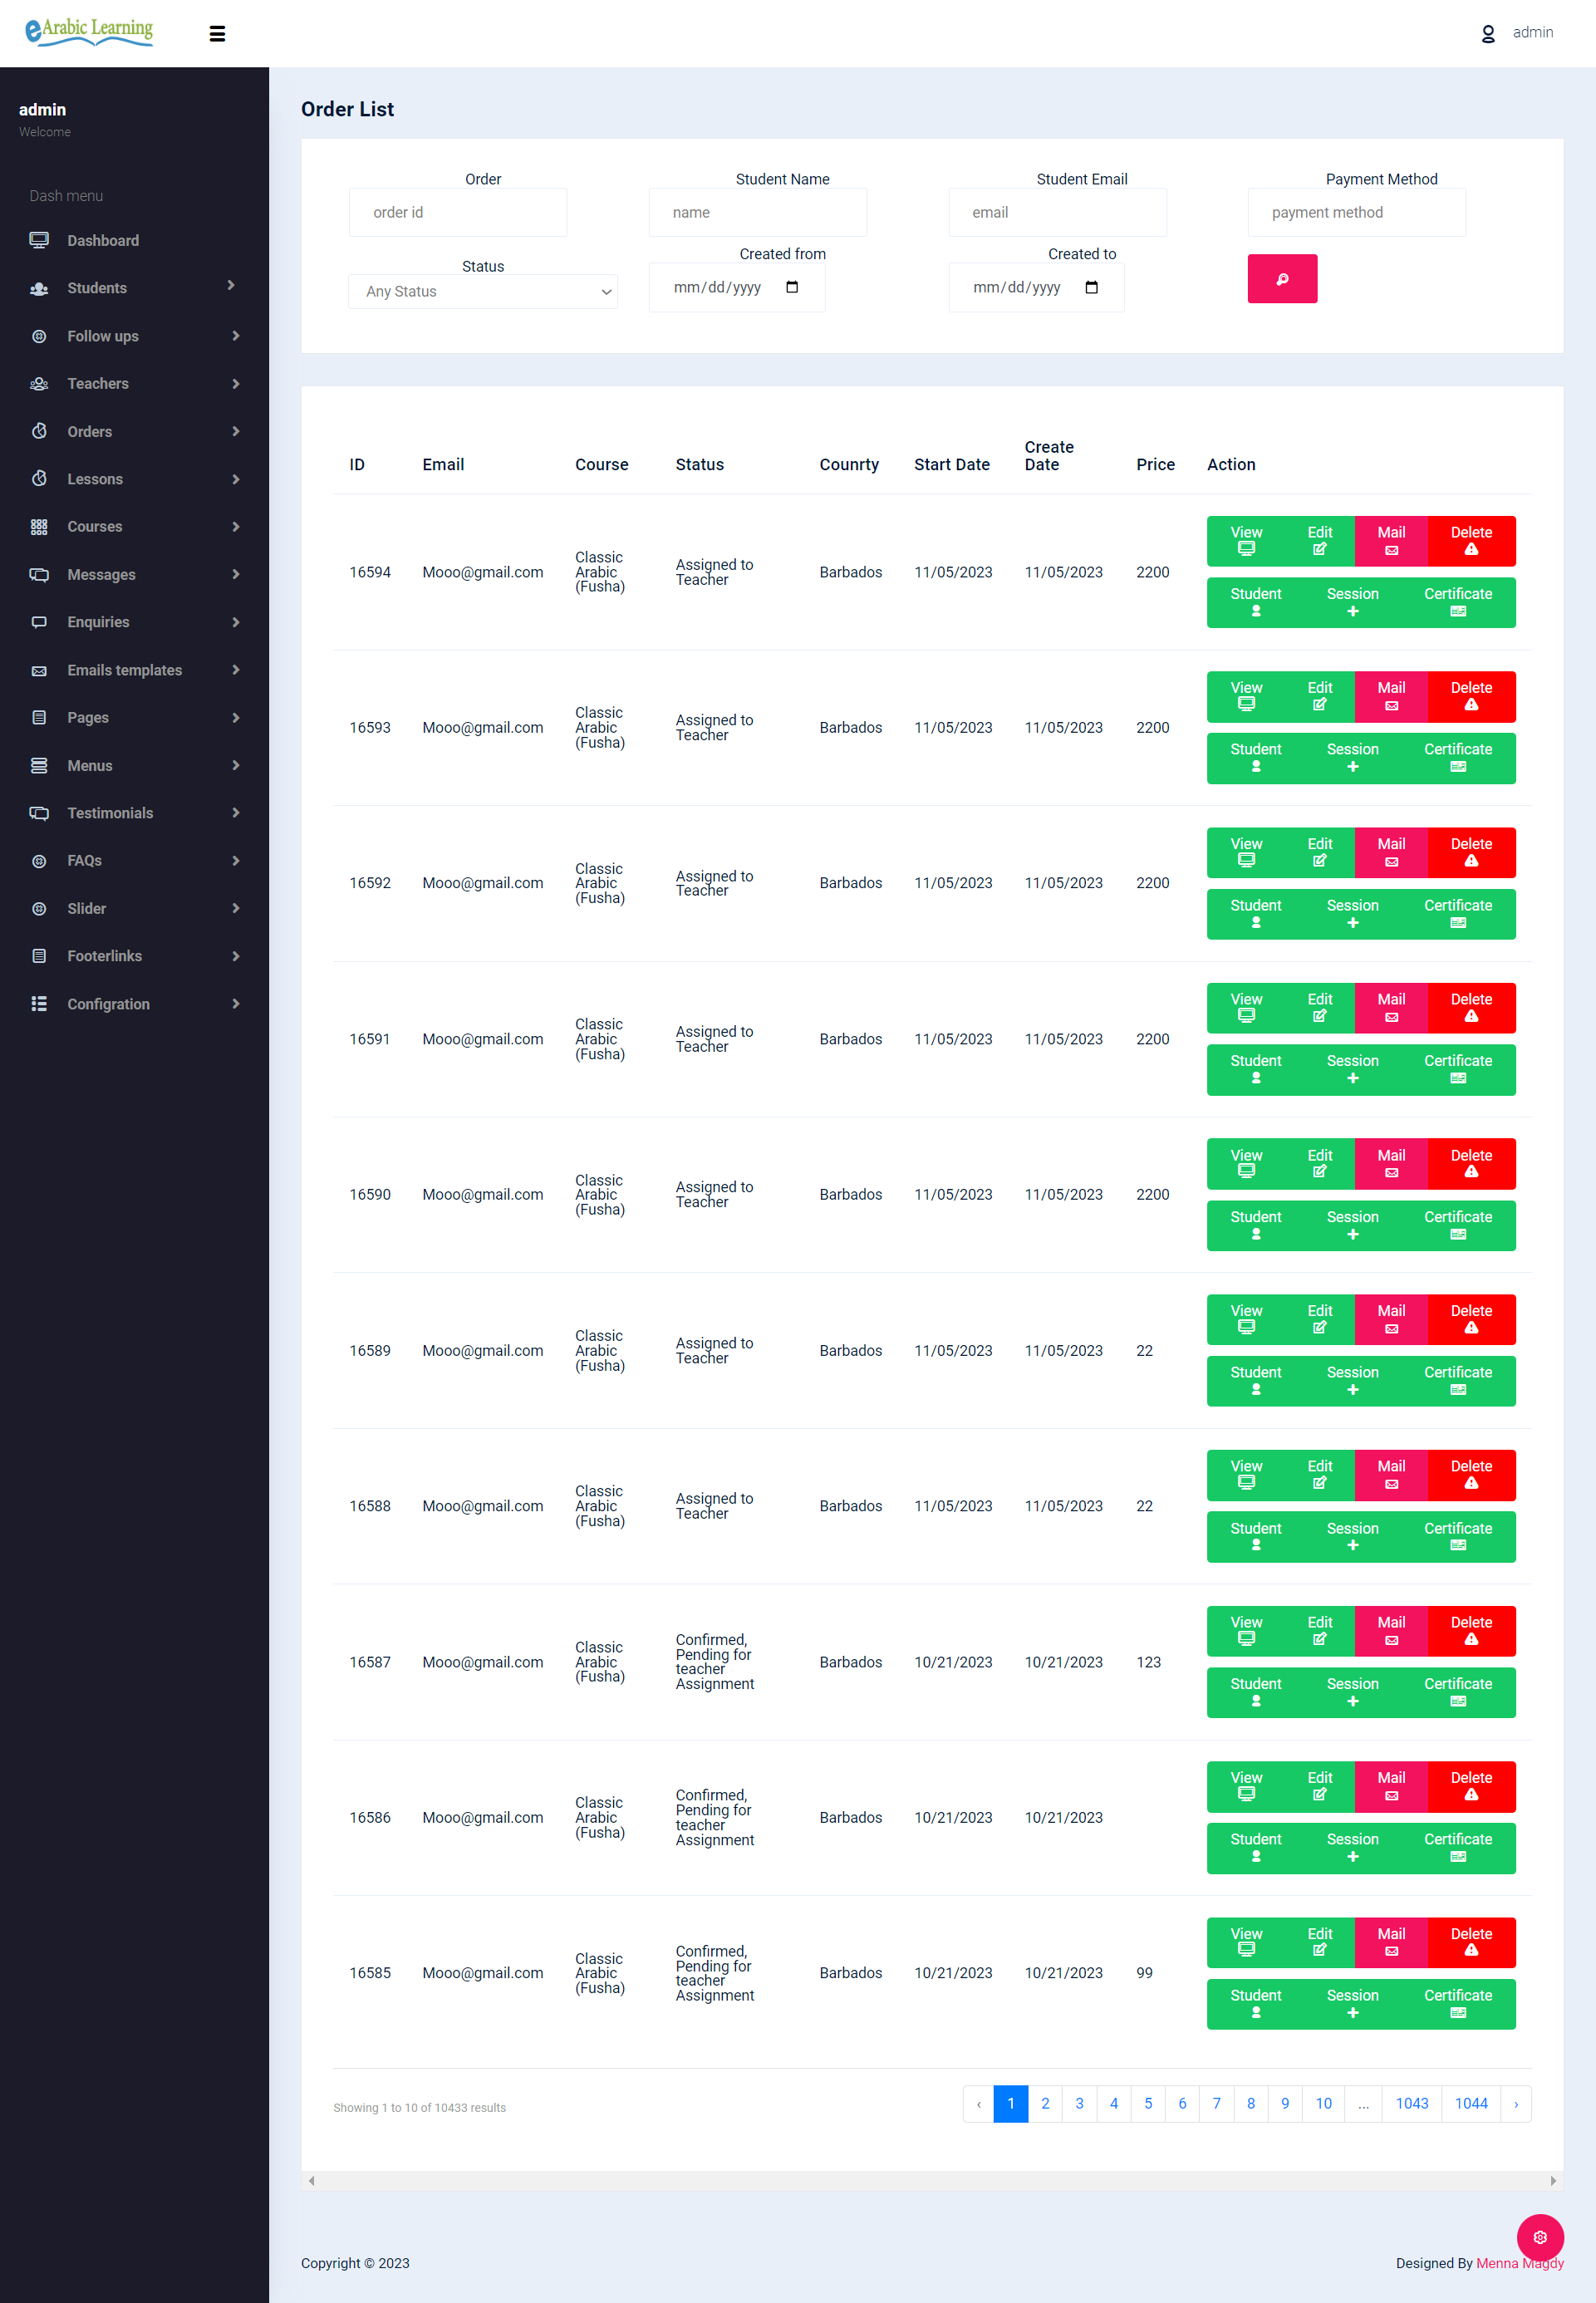 eArabic Learning
admin
admin
Welcome
Dash menu
Dashboard
Students
Follow ups
Teachers
Orders
Lessons
Courses
Messages
Enquiries
Emails templates
Pages
Menus
Testimonials
FAQs
Slider
Footerlinks
Configration
Order List
Order Student Name Student Email Payment Method
order id name email payment method
Status Created from Created to
Any Status mm/dd/yyyy mm/dd/yyyy
ID Email Course Status Counrty Start Date Create Date Price Action
16594 Mooo@gmail.com Classic Arabic (Fusha) Assigned to Teacher Barbados 11/05/2023 11/05/2023 2200
View Edit Mail Delete
Student Session Certificate
16593 Mooo@gmail.com Classic Arabic (Fusha) Assigned to Teacher Barbados 11/05/2023 11/05/2023 2200
View Edit Mail Delete
Student Session Certificate
16592 Mooo@gmail.com Classic Arabic (Fusha) Assigned to Teacher Barbados 11/05/2023 11/05/2023 2200
View Edit Mail Delete
Student Session Certificate
16591 Mooo@gmail.com Classic Arabic (Fusha) Assigned to Teacher Barbados 11/05/2023 11/05/2023 2200
View Edit Mail Delete
Student Session Certificate
16590 Mooo@gmail.com Classic Arabic (Fusha) Assigned to Teacher Barbados 11/05/2023 11/05/2023 2200
View Edit Mail Delete
Student Session Certificate
16589 Mooo@gmail.com Classic Arabic (Fusha) Assigned to Teacher Barbados 11/05/2023 11/05/2023 22
View Edit Mail Delete
Student Session Certificate
16588 Mooo@gmail.com Classic Arabic (Fusha) Assigned to Teacher Barbados 11/05/2023 11/05/2023 22
View Edit Mail Delete
Student Session Certificate
16587 Mooo@gmail.com Classic Arabic (Fusha) Confirmed, Pending for teacher Assignment Barbados 10/21/2023 10/21/2023 123
View Edit Mail Delete
Student Session Certificate
16586 Mooo@gmail.com Classic Arabic (Fusha) Confirmed, Pending for teacher Assignment Barbados 10/21/2023 10/21/2023
View Edit Mail Delete
Student Session Certificate
16585 Mooo@gmail.com Classic Arabic (Fusha) Confirmed, Pending for teacher Assignment Barbados 10/21/2023 10/21/2023 99
View Edit Mail Delete
Student Session Certificate
Showing 1 to 10 of 10433 results
‹ 1 2 3 4 5 6 7 8 9 10 ... 1043 1044 ›
Copyright © 2023
Designed By Menna Magdy